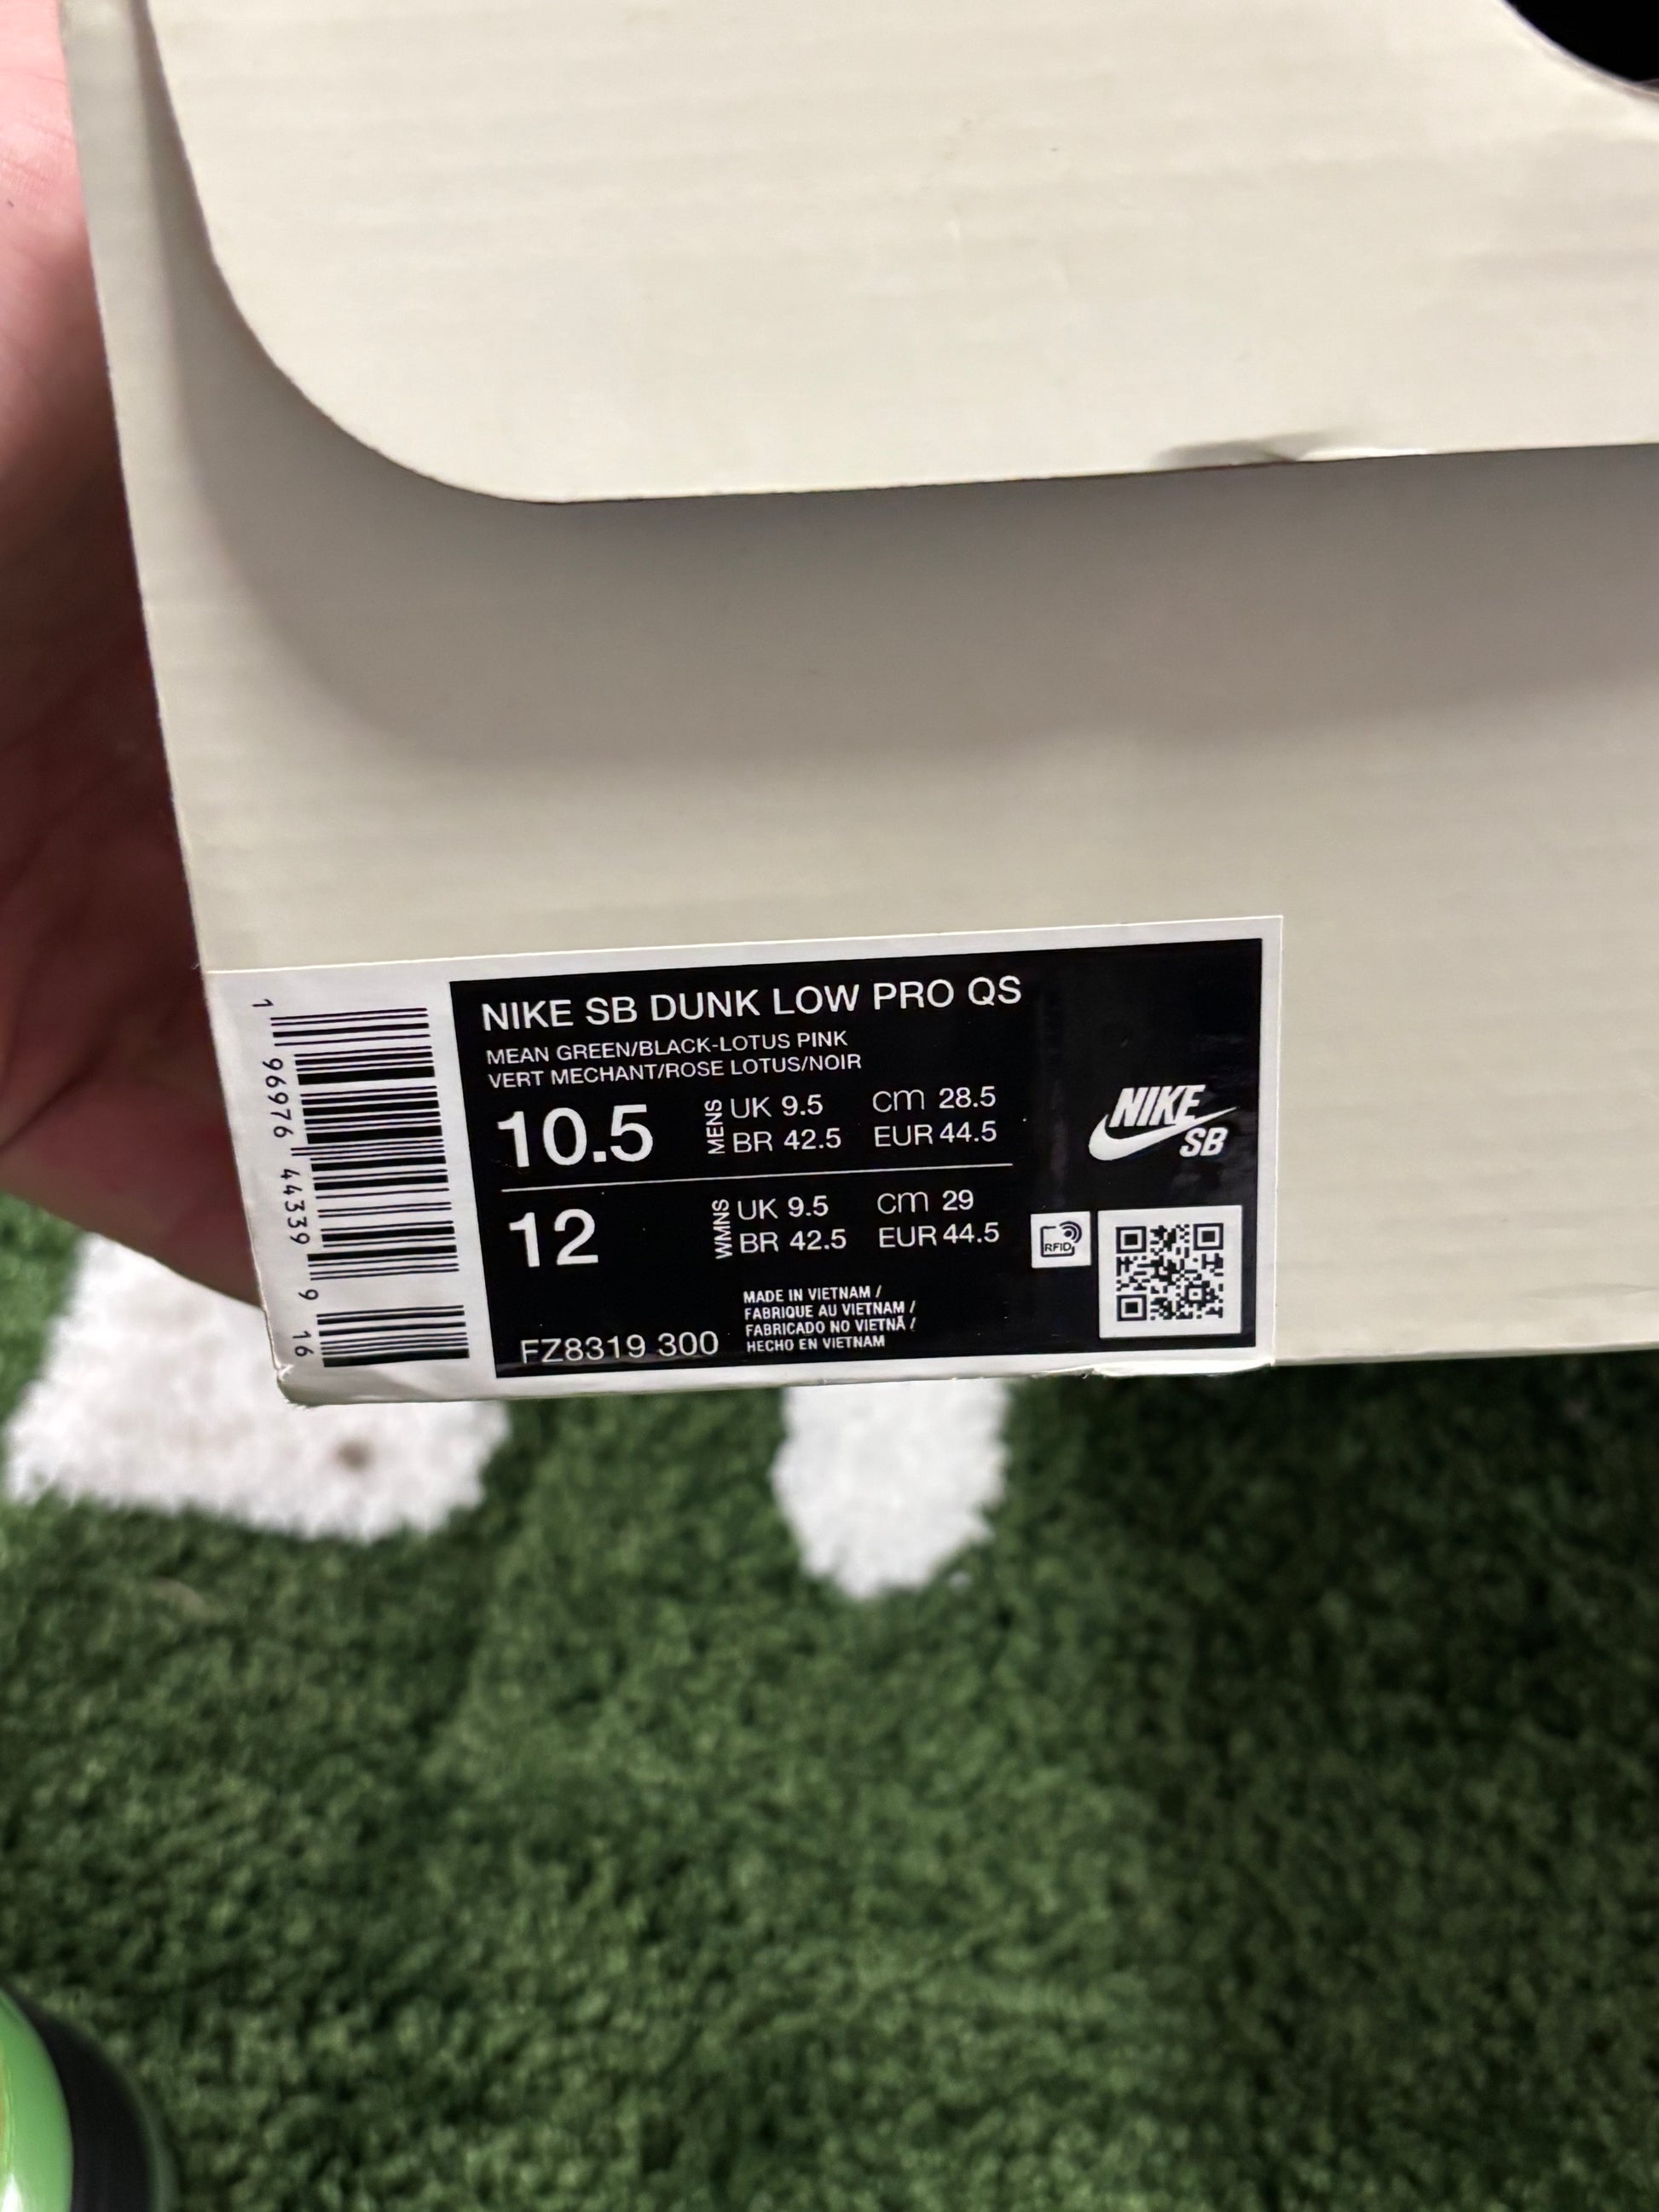 NIKE SB DUNK LOW PRO QS
MEAN GREEN/BLACK-LOTUS PINK
VERT MECHANT/ROSE LOTUS/NOIR
10.5 MENS UK 9.5 cm 28.5
BR 42.5 EUR 44.5
12 WMNS UK 9.5 cm 29
BR 42.5 EUR 44.5
MADE IN VIETNAM /
FABRIQUE AU VIETNAM /
FABRICADO NO VIETNÃ /
HECHO EN VIETNAM
FZ8319 300
NIKE
SB
RFID
1 96976 44339 9 16